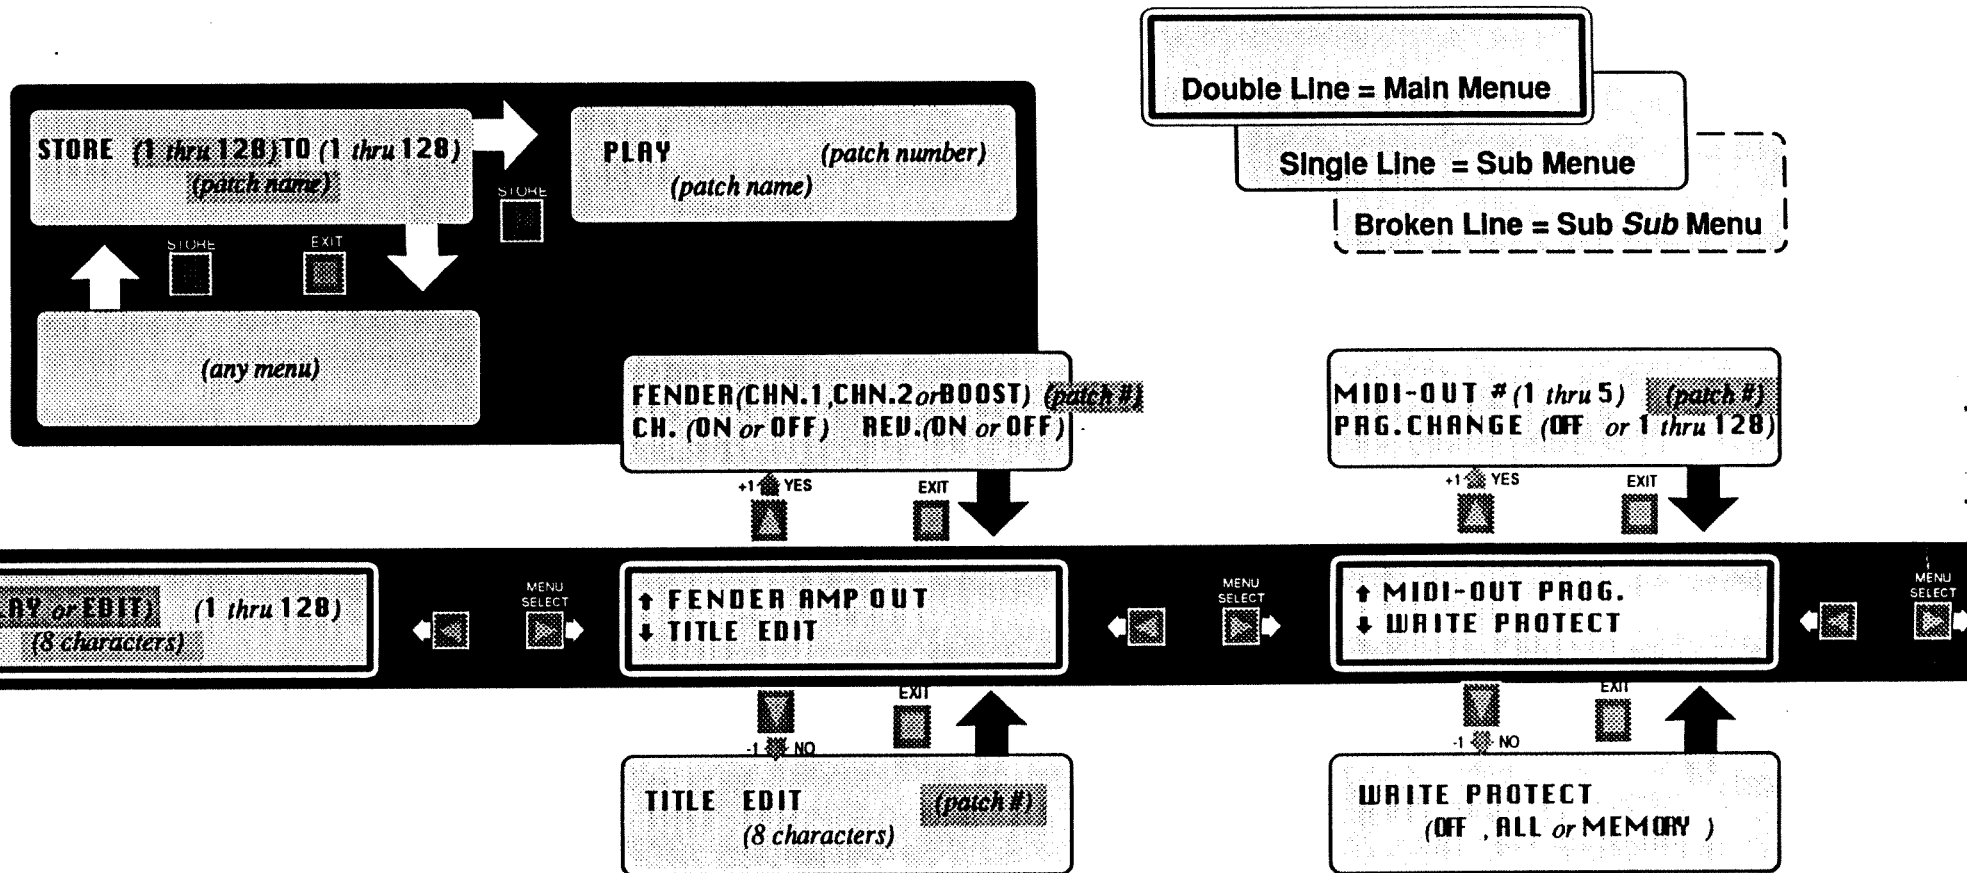 Double Line = Main Menue
Single Line = Sub Menue
Broken Line = Sub Sub Menu
STORE (1 thru 128) TO (1 thru 128)
(patch name)
STORE
PLAY (patch number)
(patch name)
STORE
EXIT
(any menu)
FENDER (CHN.1, CHN.2 or BOOST) (patch #)
CH. (ON or OFF) REV. (ON or OFF)
+1 YES
EXIT
MIDI-OUT # (1 thru 5) (patch #)
PRG.CHANGE (OFF or 1 thru 128)
+1 YES
EXIT
AY or EDIT) (1 thru 128)
(8 characters)
MENU
SELECT
↑ FENDER AMP OUT
↓ TITLE EDIT
MENU
SELECT
↑ MIDI-OUT PROG.
↓ WRITE PROTECT
MENU
SELECT
EXIT
-1 NO
TITLE EDIT (patch #)
(8 characters)
EXIT
-1 NO
WRITE PROTECT
(OFF , ALL or MEMORY )